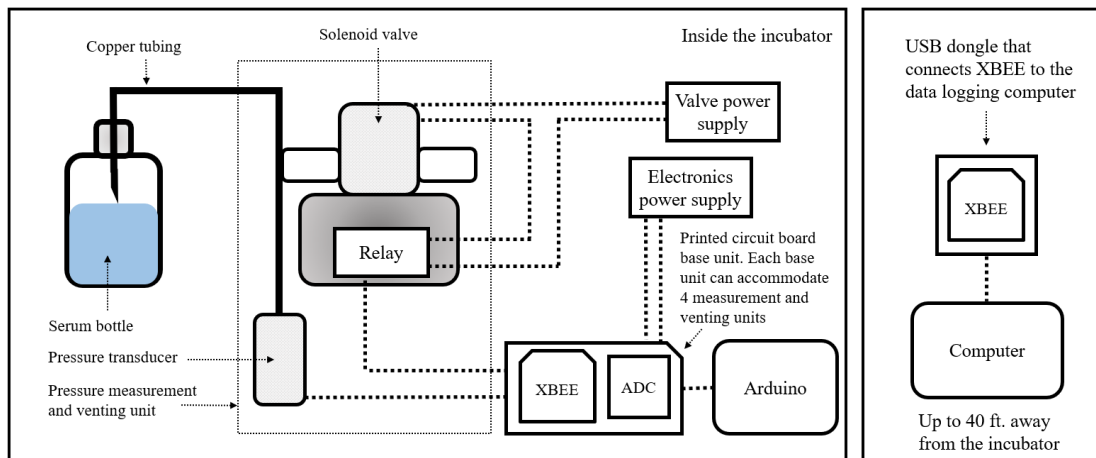 Copper tubing
Solenoid valve
Inside the incubator
Valve power
supply
Electronics
power supply
Relay
Printed circuit board
base unit. Each base
unit can accommodate
4 measurement and
venting units
Serum bottle
Pressure transducer
Pressure measurement
and venting unit
XBEE
ADC
Arduino
USB dongle that
connects XBEE to the
data logging computer
XBEE
Computer
Up to 40 ft. away
from the incubator